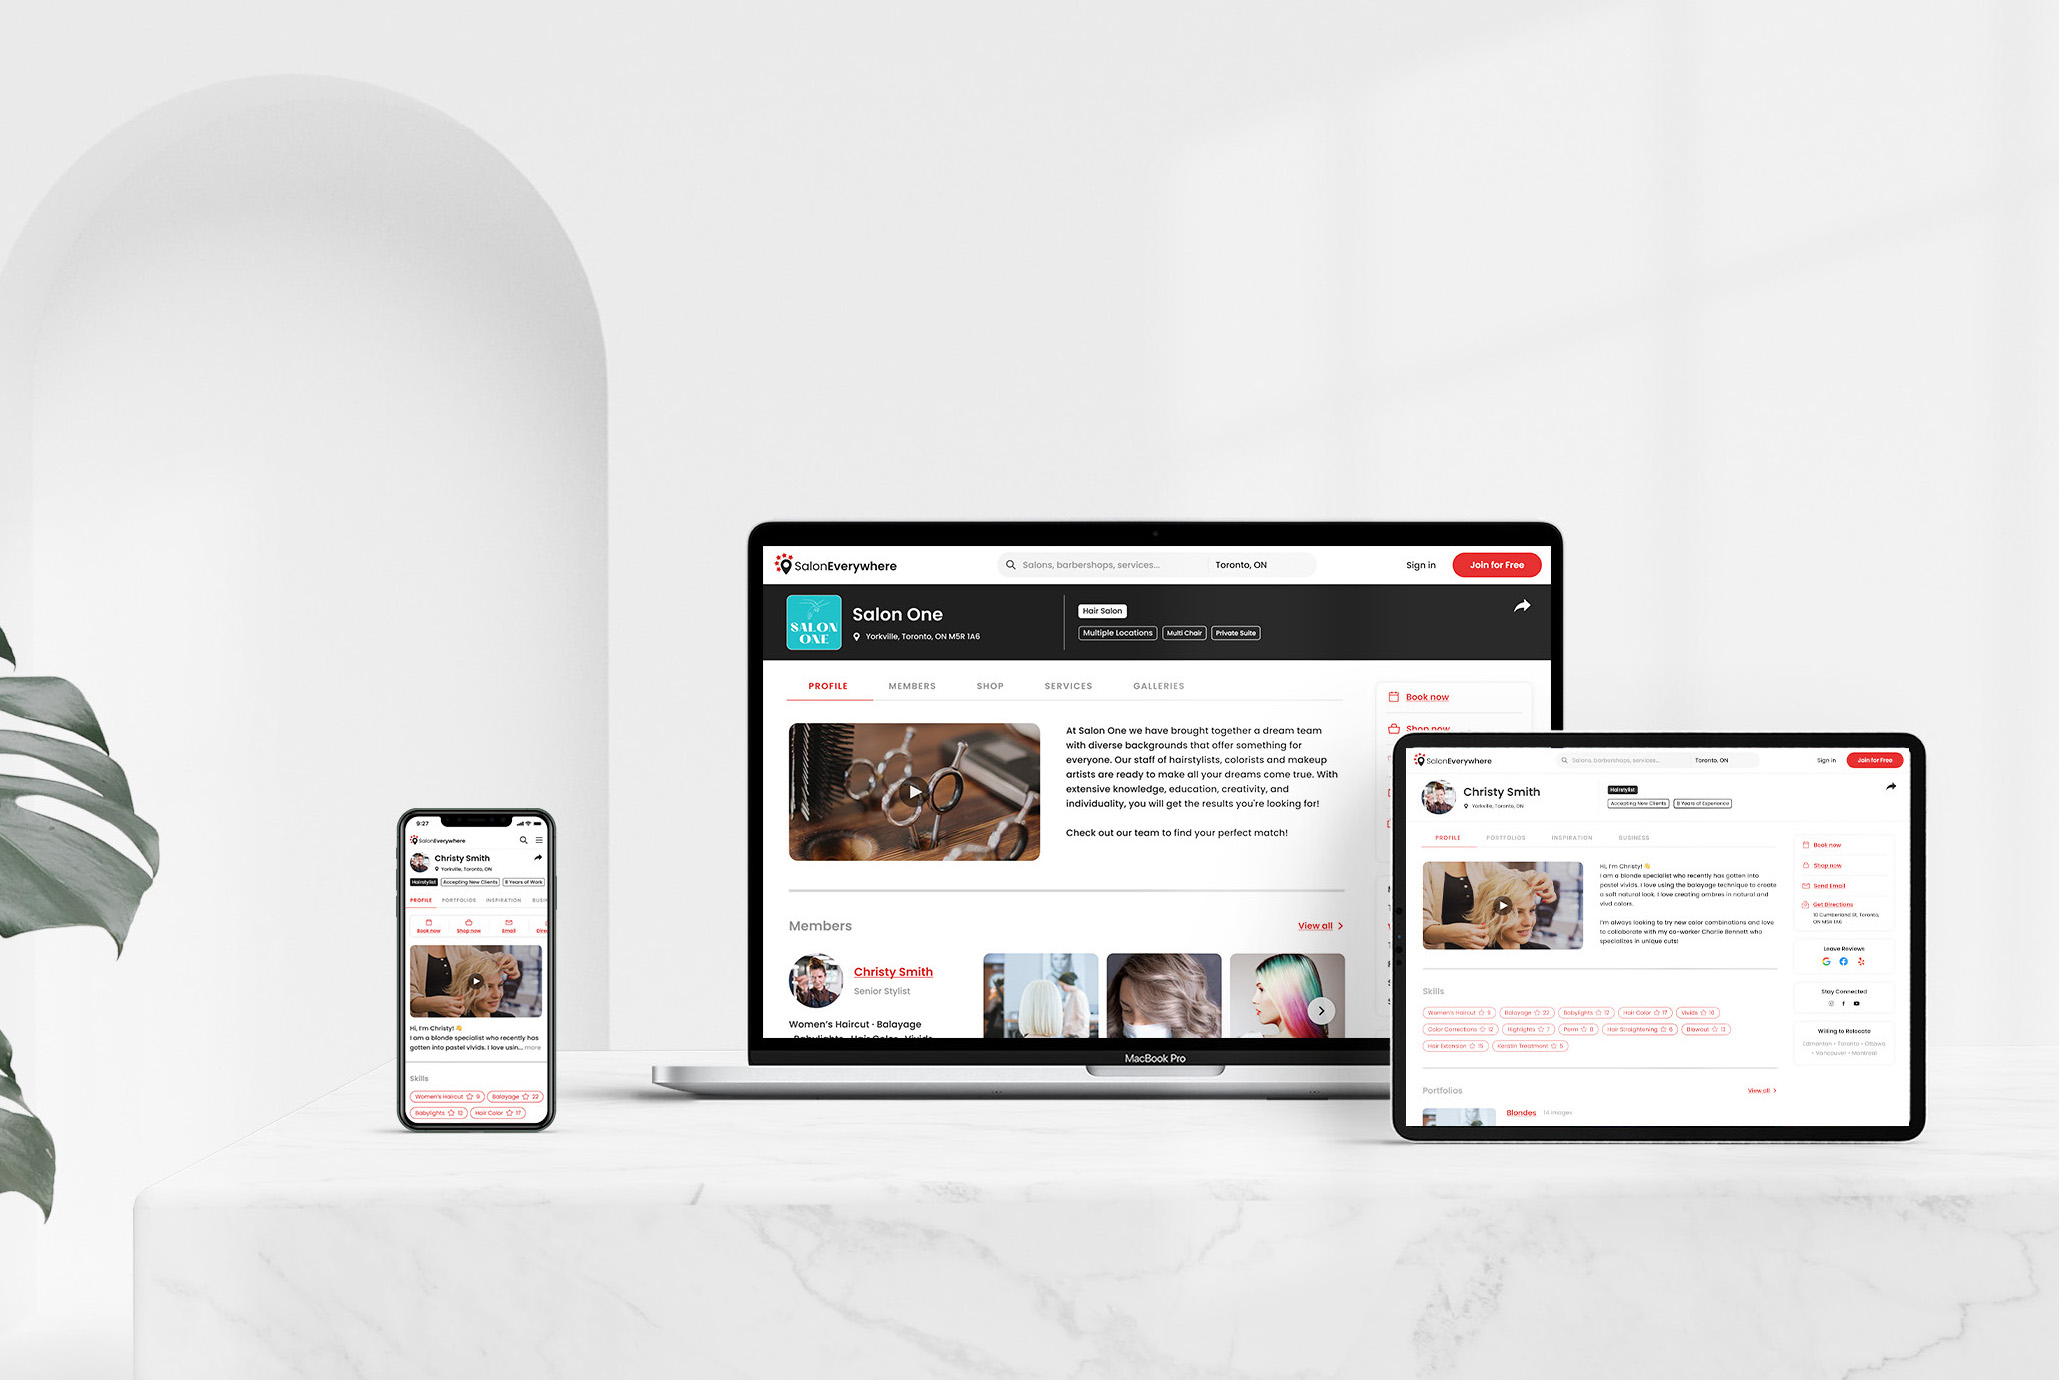 9:27
SalonEverywhere
Christy Smith
Yorkville, Toronto, ON
Hairstylist
Accepting New Clients
8 Years of Work
PROFILE
PORTFOLIOS
INSPIRATION
BUSI
Book now
Shop now
Email
Dire
Hi, I'm Christy! 👋
I am a blonde specialist who recently has
gotten into pastel vivids. I love usin... more
Skills
Women's Haircut ☆ 9
Balayage ☆ 22
Babylights ☆ 12
Hair Color ☆ 17
SalonEverywhere
Salons, barbershops, services...
Toronto, ON
Sign in
Join for Free
SALON
ONE
Salon One
Yorkville, Toronto, ON M5R 1A6
Hair Salon
Multiple Locations
Multi Chair
Private Suite
PROFILE
MEMBERS
SHOP
SERVICES
GALLERIES
Book now
Shop now
At Salon One we have brought together a dream team
with diverse backgrounds that offer something for
everyone. Our staff of hairstylists, colorists and makeup
artists are ready to make all your dreams come true. With
extensive knowledge, education, creativity, and
individuality, you will get the results you're looking for!
Check out our team to find your perfect match!
Members
View all
Christy Smith
Senior Stylist
Women's Haircut · Balayage
· Babylights · Hair Color · Vivids
MacBook Pro
SalonEverywhere
Salons, barbershops, services...
Toronto, ON
Sign in
Join for Free
Christy Smith
Yorkville, Toronto, ON
Hairstylist
Accepting New Clients
8 Years of Experience
PROFILE
PORTFOLIOS
INSPIRATION
BUSINESS
Hi, I'm Christy! 👋
I am a blonde specialist who recently has gotten into
pastel vivids. I love using the balayage technique to create
a soft natural look. I love creating ombres in natural and
vivid colors.
I'm always looking to try new color combinations and love
to collaborate with my co-worker Charlie Bennett who
specializes in unique cuts!
Book now
Shop now
Send Email
Get Directions
10 Cumberland St, Toronto,
ON M5R 1A6
Leave Reviews
Stay Connected
Willing to Relocate
Edmonton • Toronto • Ottawa
• Vancouver • Montreal
Skills
Women's Haircut ☆ 9
Balayage ☆ 22
Babylights ☆ 12
Hair Color ☆ 17
Vivids ☆ 10
Color Corrections ☆ 12
Highlights ☆ 7
Perm ☆ 8
Hair Straightening ☆ 6
Blowout ☆ 13
Hair Extension ☆ 15
Keratin Treatment ☆ 5
Portfolios
View all
Blondes
14 images